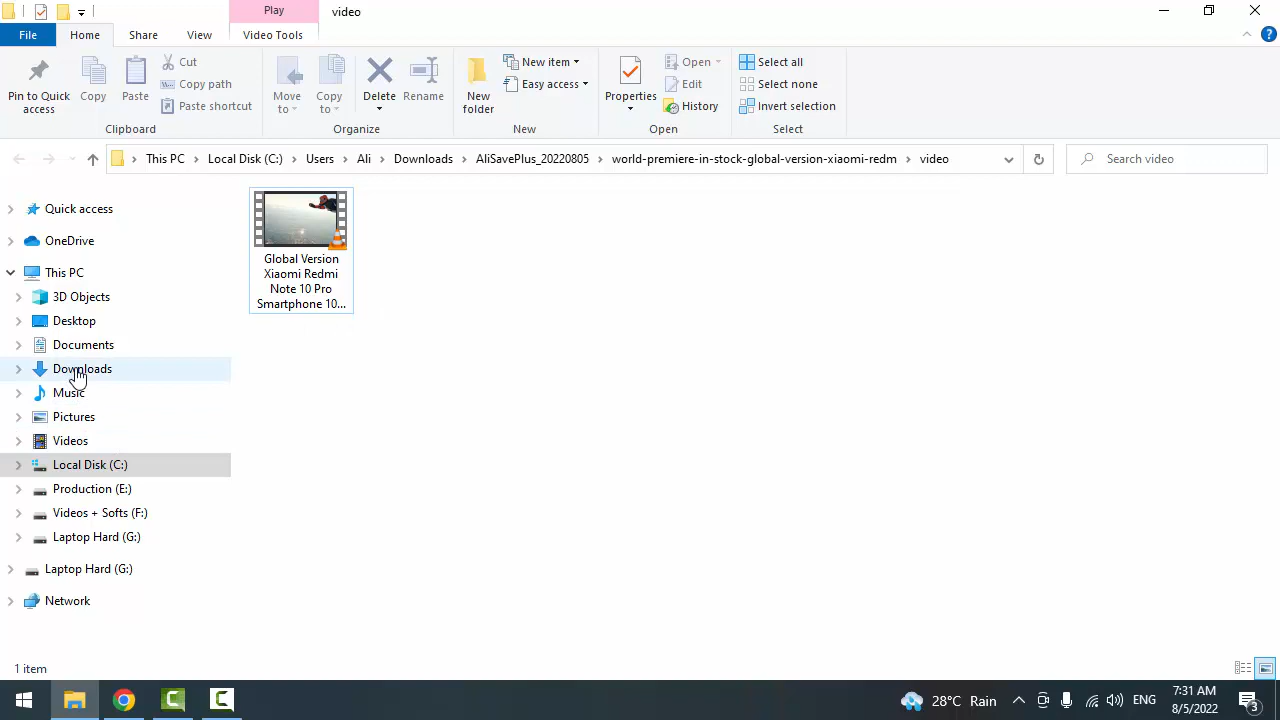 Play
video
File
Home
Share
View
Video Tools
Pin to Quick
access
Copy
Paste
Cut
Copy path
Paste shortcut
Clipboard
Move
to
Copy
to
Delete
Rename
Organize
New
folder
New item
Easy access
New
Properties
Open
Edit
History
Open
Select all
Select none
Invert selection
Select
This PC > Local Disk (C:) > Users > Ali > Downloads > AliSavePlus_20220805 > world-premiere-in-stock-global-version-xiaomi-redm > video
Search video
Quick access
OneDrive
This PC
3D Objects
Desktop
Documents
Downloads
Music
Pictures
Videos
Local Disk (C:)
Production (E:)
Videos + Softs (F:)
Laptop Hard (G:)
Laptop Hard (G:)
Network
Global Version
Xiaomi Redmi
Note 10 Pro
Smartphone 10...
1 item
28°C Rain
ENG
7:31 AM
8/5/2022
3